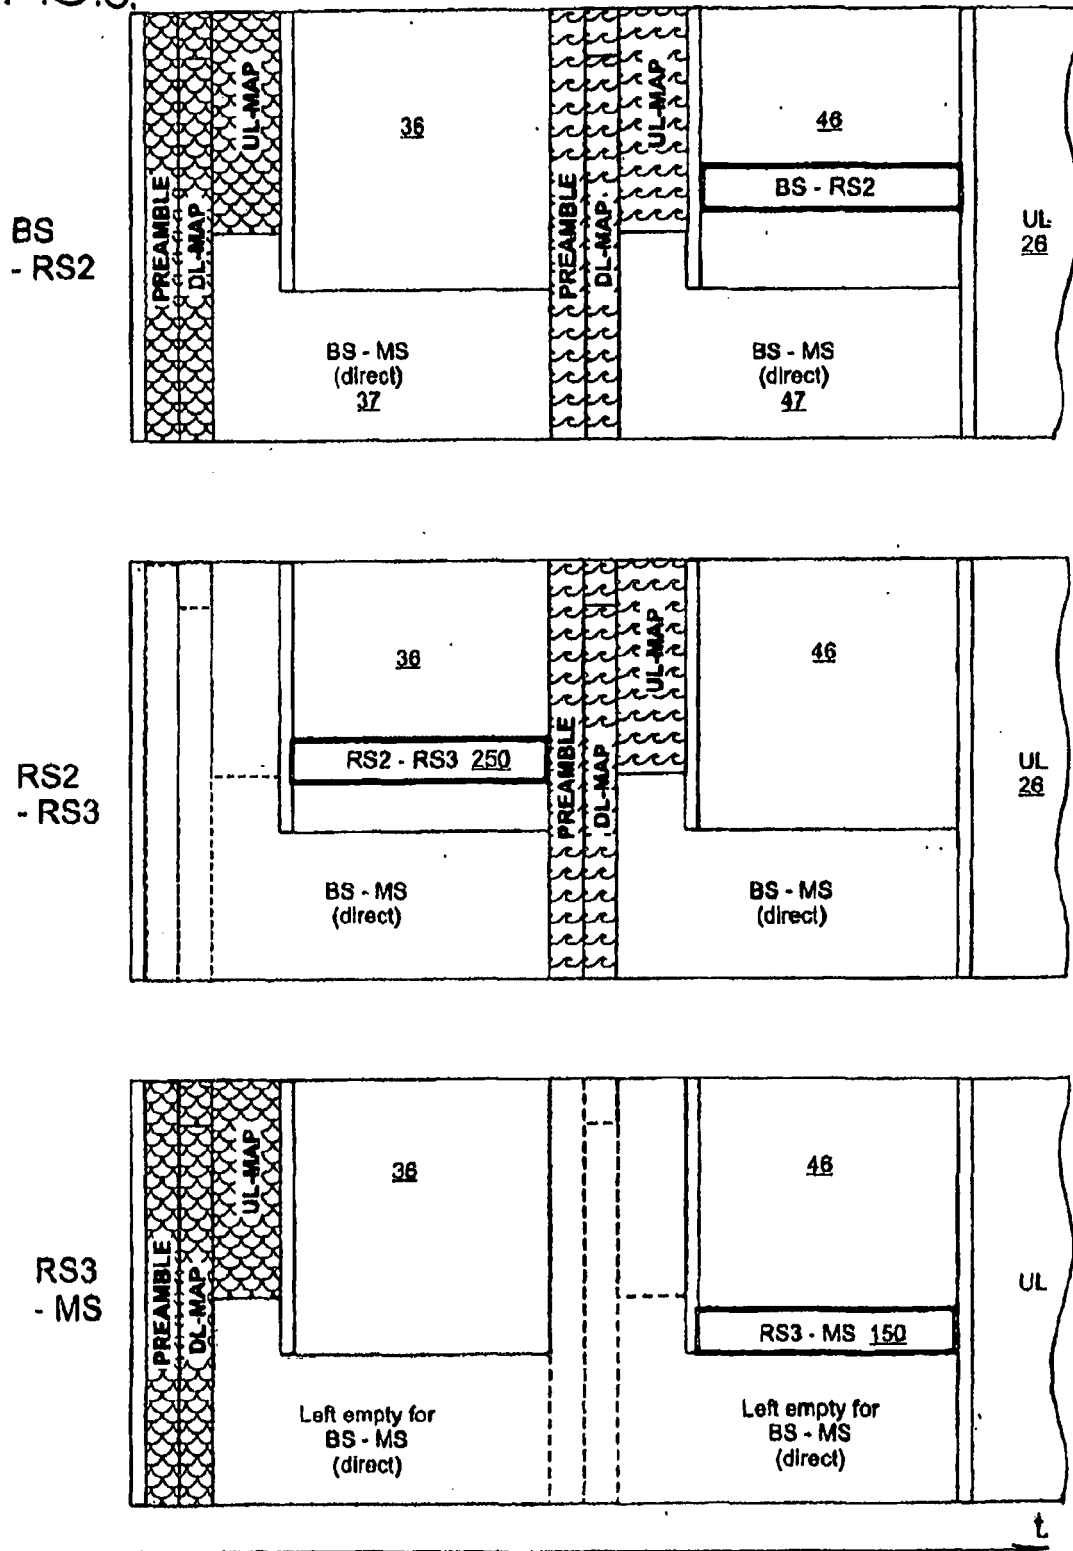 BS
- RS2
PREAMBLE
DL-MAP
UL-MAP
36
BS - MS
(direct)
37
PREAMBLE
DL-MAP
UL-MAP
46
BS - RS2
BS - MS
(direct)
47
UL
26
RS2
- RS3
36
RS2 - RS3 250
BS - MS
(direct)
PREAMBLE
DL-MAP
UL-MAP
46
BS - MS
(direct)
UL
26
RS3
- MS
PREAMBLE
DL-MAP
UL-MAP
36
Left empty for
BS - MS
(direct)
46
RS3 - MS 150
Left empty for
BS - MS
(direct)
UL
t